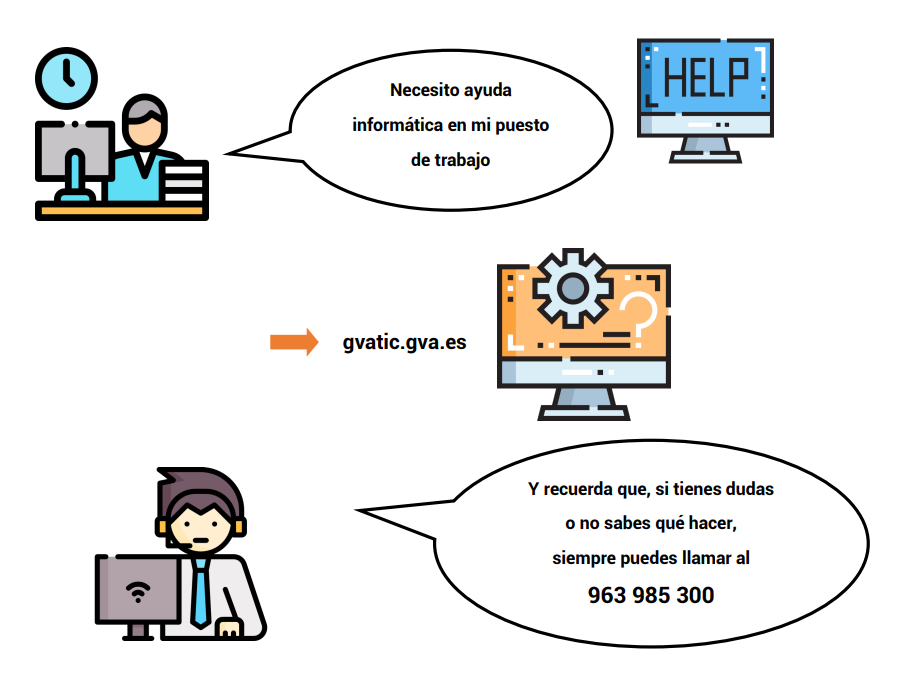 Necesito ayuda
informática en mi puesto
de trabajo
HELP
gvatic.gva.es
?
Y recuerda que, si tienes dudas
o no sabes qué hacer,
siempre puedes llamar al
963 985 300